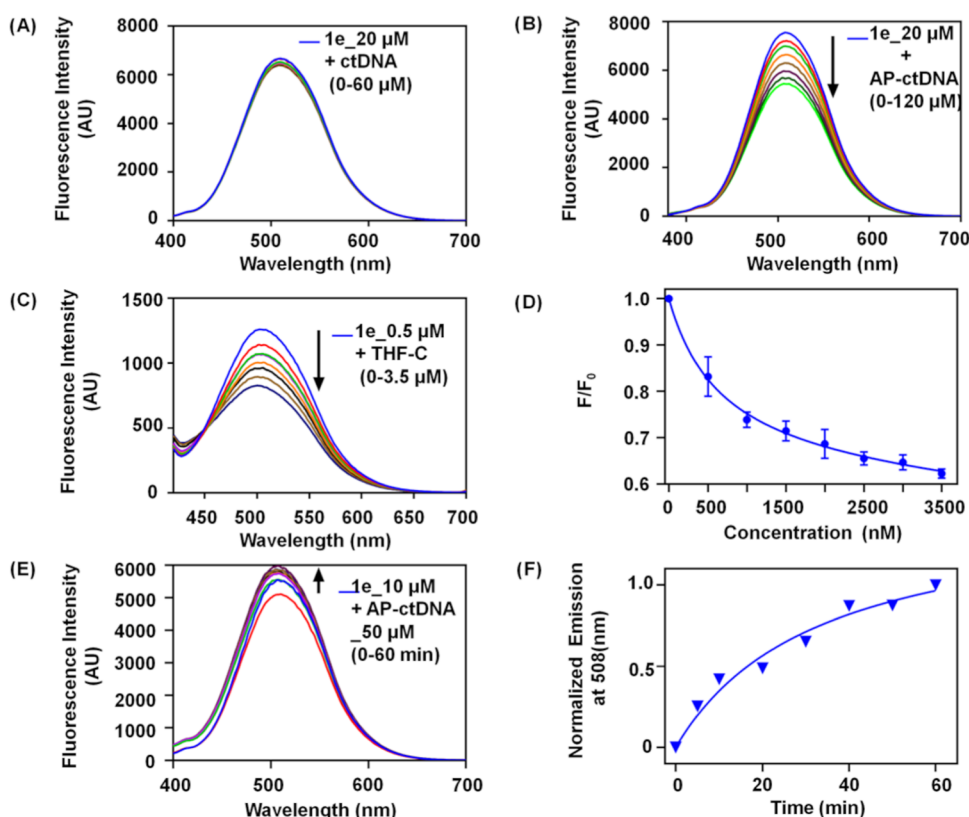 (A)
Fluorescence Intensity
(AU)
8000
6000
4000
2000
0
1e_20 µM
+ ctDNA
(0-60 µM)
400
500
600
700
Wavelength (nm)
(B)
Fluorescence Intensity
(AU)
8000
6000
4000
2000
0
1e_20 µM
+
AP-ctDNA
(0-120 µM)
400
500
600
700
Wavelength (nm)
(C)
Fluorescence Intensity
(AU)
1500
1000
500
0
1e_0.5 µM
+ THF-C
(0-3.5 µM)
450
500
550
600
650
700
Wavelength (nm)
(D)
F/F0
1.0
0.9
0.8
0.7
0.6
0
500
1500
2500
3500
Concentration (nM)
(E)
Fluorescence Intensity
(AU)
6000
5000
4000
3000
2000
1000
0
1e_10 µM
+ AP-ctDNA
_50 µM
(0-60 min)
400
500
600
700
Wavelength (nm)
(F)
Normalized Emission
at 508(nm)
1.0
0.5
0
0
20
40
60
Time (min)